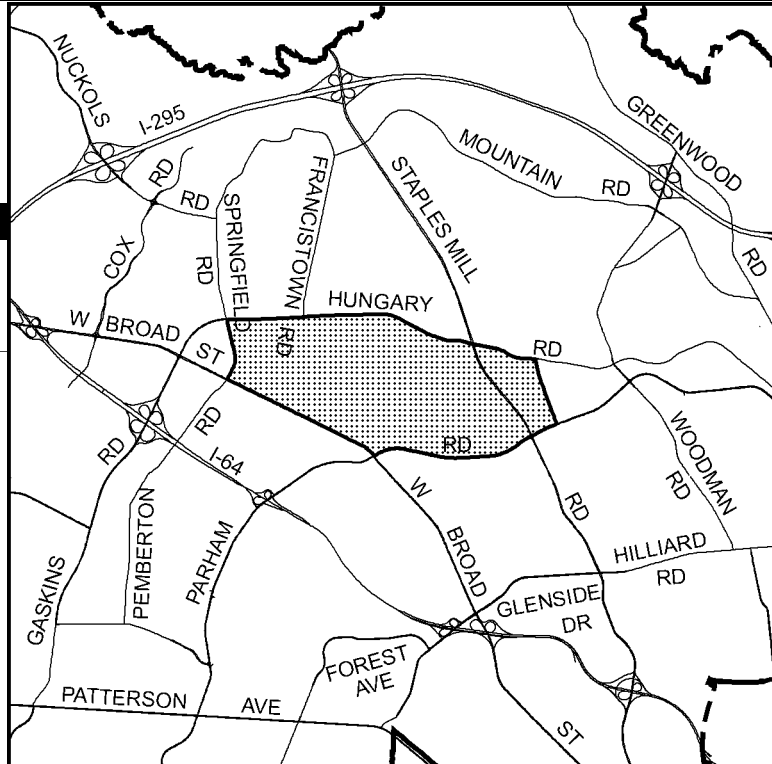 NUCKOLS
I-295
GREENWOOD
MOUNTAIN
RD
RD
RD
FRANCISTOWN
STAPLES MILL
SPRINGFIELD
COX
RD
RD
HUNGARY
W BROAD
ST
RD
RD
RD
RD
RD
I-64
W
BROAD
WOODMAN
RD
RD
PEMBERTON
PARHAM
HILLIARD
RD
GASKINS
GLENSIDE
DR
FOREST
AVE
PATTERSON AVE
ST